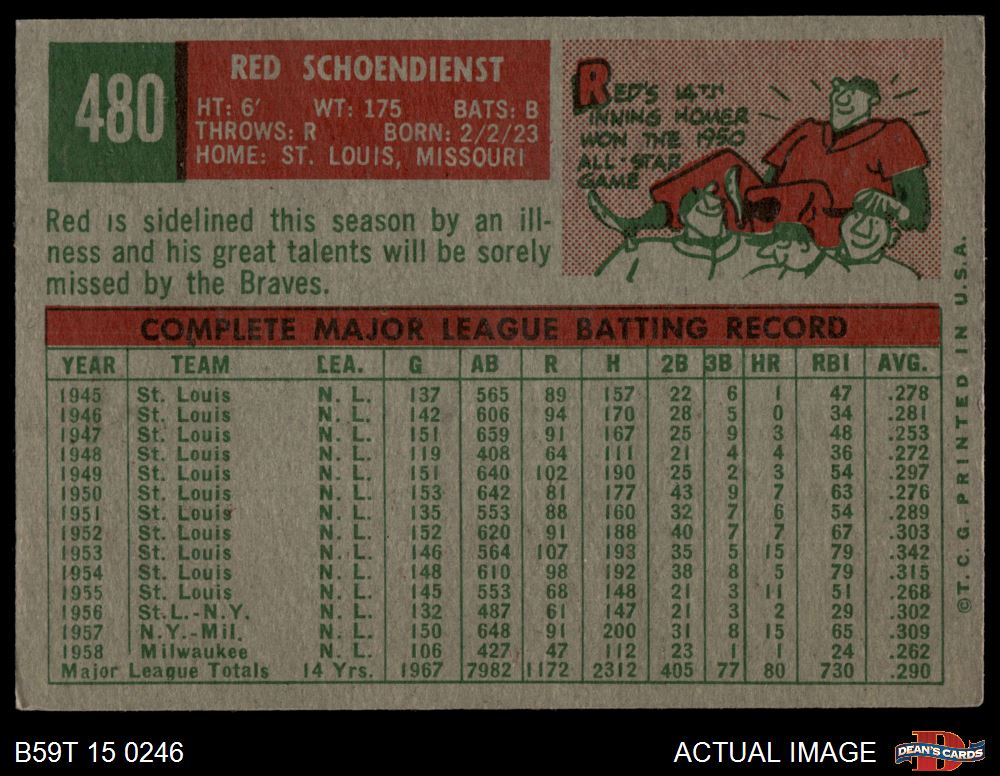 480
RED SCHOENDIENST
HT: 6' WT: 175 BATS: B
THROWS: R BORN: 2/2/23
HOME: ST. LOUIS, MISSOURI
RED'S 14TH
INNING HOMER
WON THE 1950
ALL-STAR
GAME
Red is sidelined this season by an ill-
ness and his great talents will be sorely
missed by the Braves.
COMPLETE MAJOR LEAGUE BATTING RECORD
YEAR TEAM LEA. G AB R H 2B 3B HR RBI AVG.
1945 St. Louis N. L. 137 565 89 157 22 6 1 47 .278
1946 St. Louis N. L. 142 606 94 170 28 5 0 34 .281
1947 St. Louis N. L. 151 659 91 167 25 9 3 48 .253
1948 St. Louis N. L. 119 408 64 111 21 4 4 36 .272
1949 St. Louis N. L. 151 640 102 190 25 2 3 54 .297
1950 St. Louis N. L. 153 642 81 177 43 9 7 63 .276
1951 St. Louis N. L. 135 553 88 160 32 7 6 54 .289
1952 St. Louis N. L. 152 620 91 188 40 7 7 67 .303
1953 St. Louis N. L. 146 564 107 193 35 5 15 79 .342
1954 St. Louis N. L. 148 610 98 192 38 8 5 79 .315
1955 St. Louis N. L. 145 553 68 148 21 3 11 51 .268
1956 St.L.-N.Y. N. L. 132 487 61 147 21 3 2 29 .302
1957 N.Y.-Mil. N. L. 150 648 91 200 31 8 15 65 .309
1958 Milwaukee N. L. 106 427 47 112 23 1 1 24 .262
Major League Totals 14 Yrs. 1967 7982 1172 2312 405 77 80 730 .290
©T. C. G. PRINTED IN U.S.A.
B59T 15 0246
ACTUAL IMAGE
DEAN'S CARDS